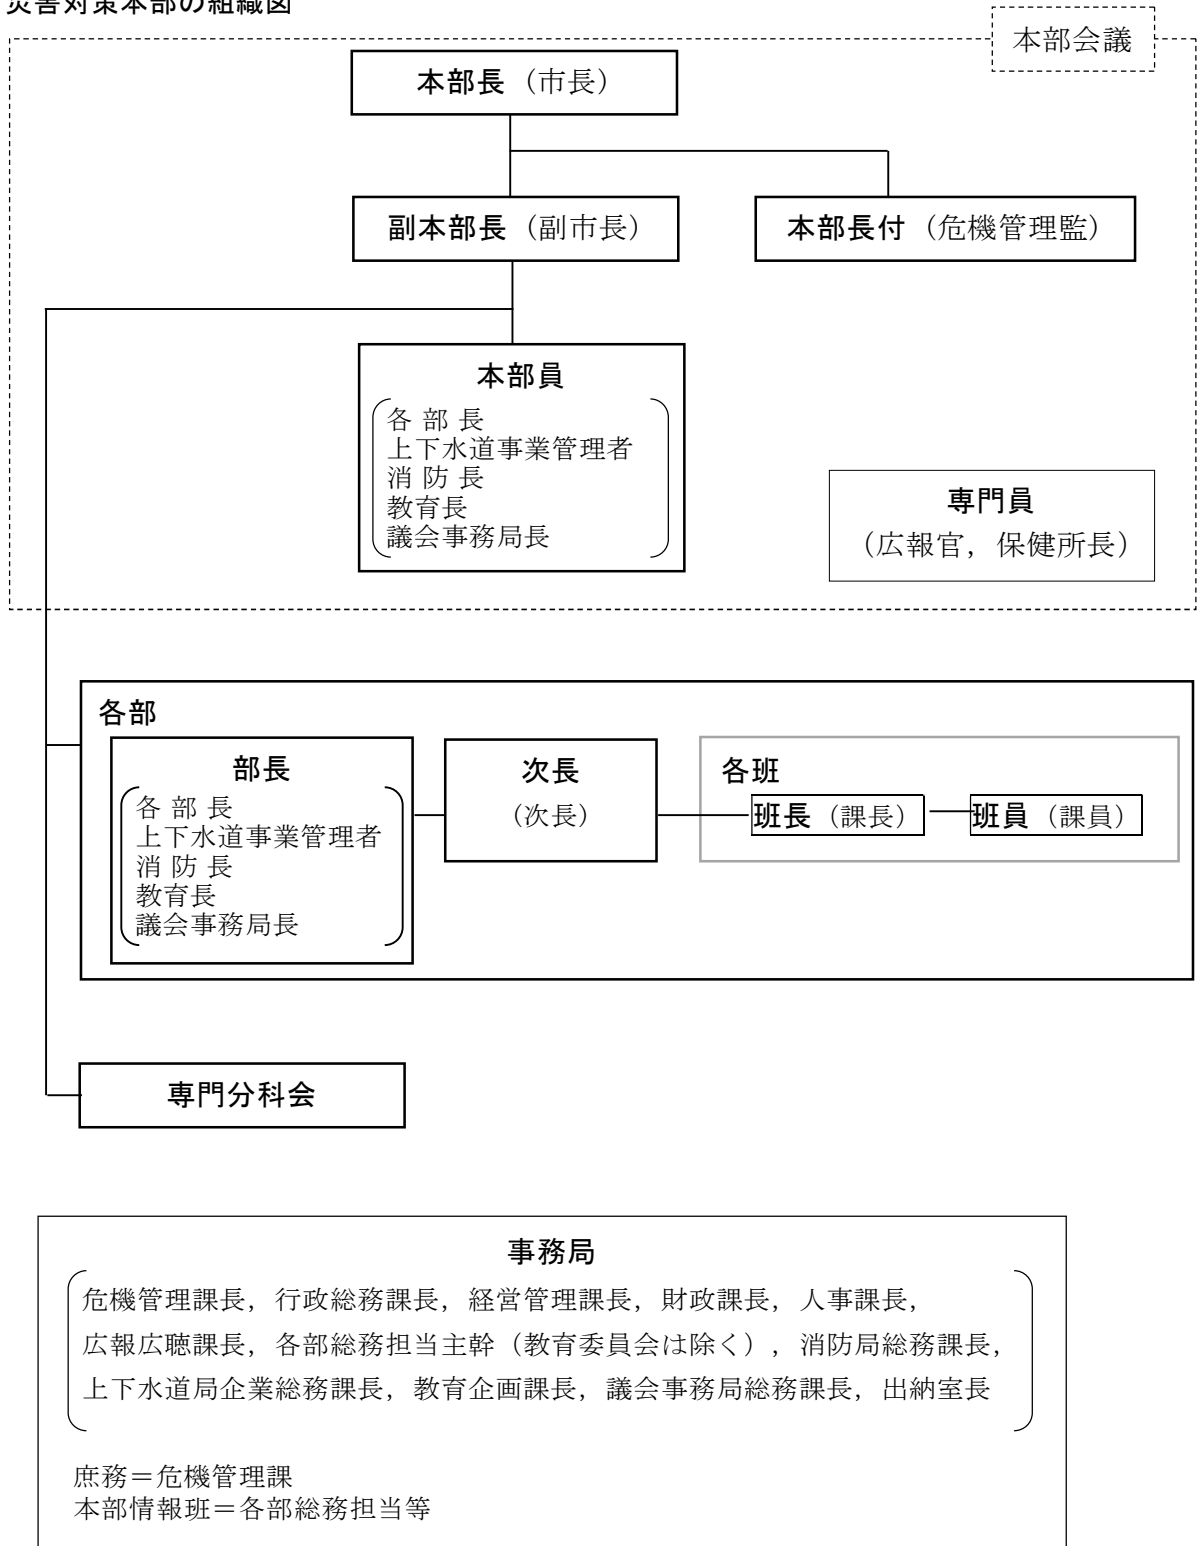 災害対策本部の組織図
本部会議
本部長（市長）
副本部長（副市長）
本部長付（危機管理監）
本部員
各 部 長
上下水道事業管理者
消 防 長
教育長
議会事務局長
専門員
（広報官，保健所長）
各部
部長
各 部 長
上下水道事業管理者
消 防 長
教育長
議会事務局長
次長
（次長）
各班
班長（課長）
班員（課員）
専門分科会
事務局
危機管理課長，行政総務課長，経営管理課長，財政課長，人事課長，
広報広聴課長，各部総務担当主幹（教育委員会は除く），消防局総務課長，
上下水道局企業総務課長，教育企画課長，議会事務局総務課長，出納室長
庶務＝危機管理課
本部情報班＝各部総務担当等